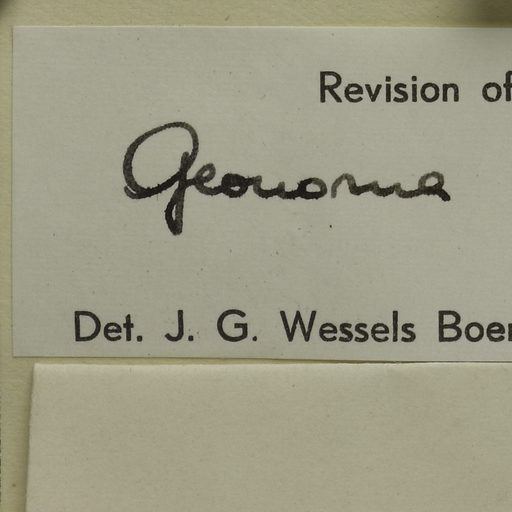 Revision of
Geonoma
Det. J. G. Wessels Boer